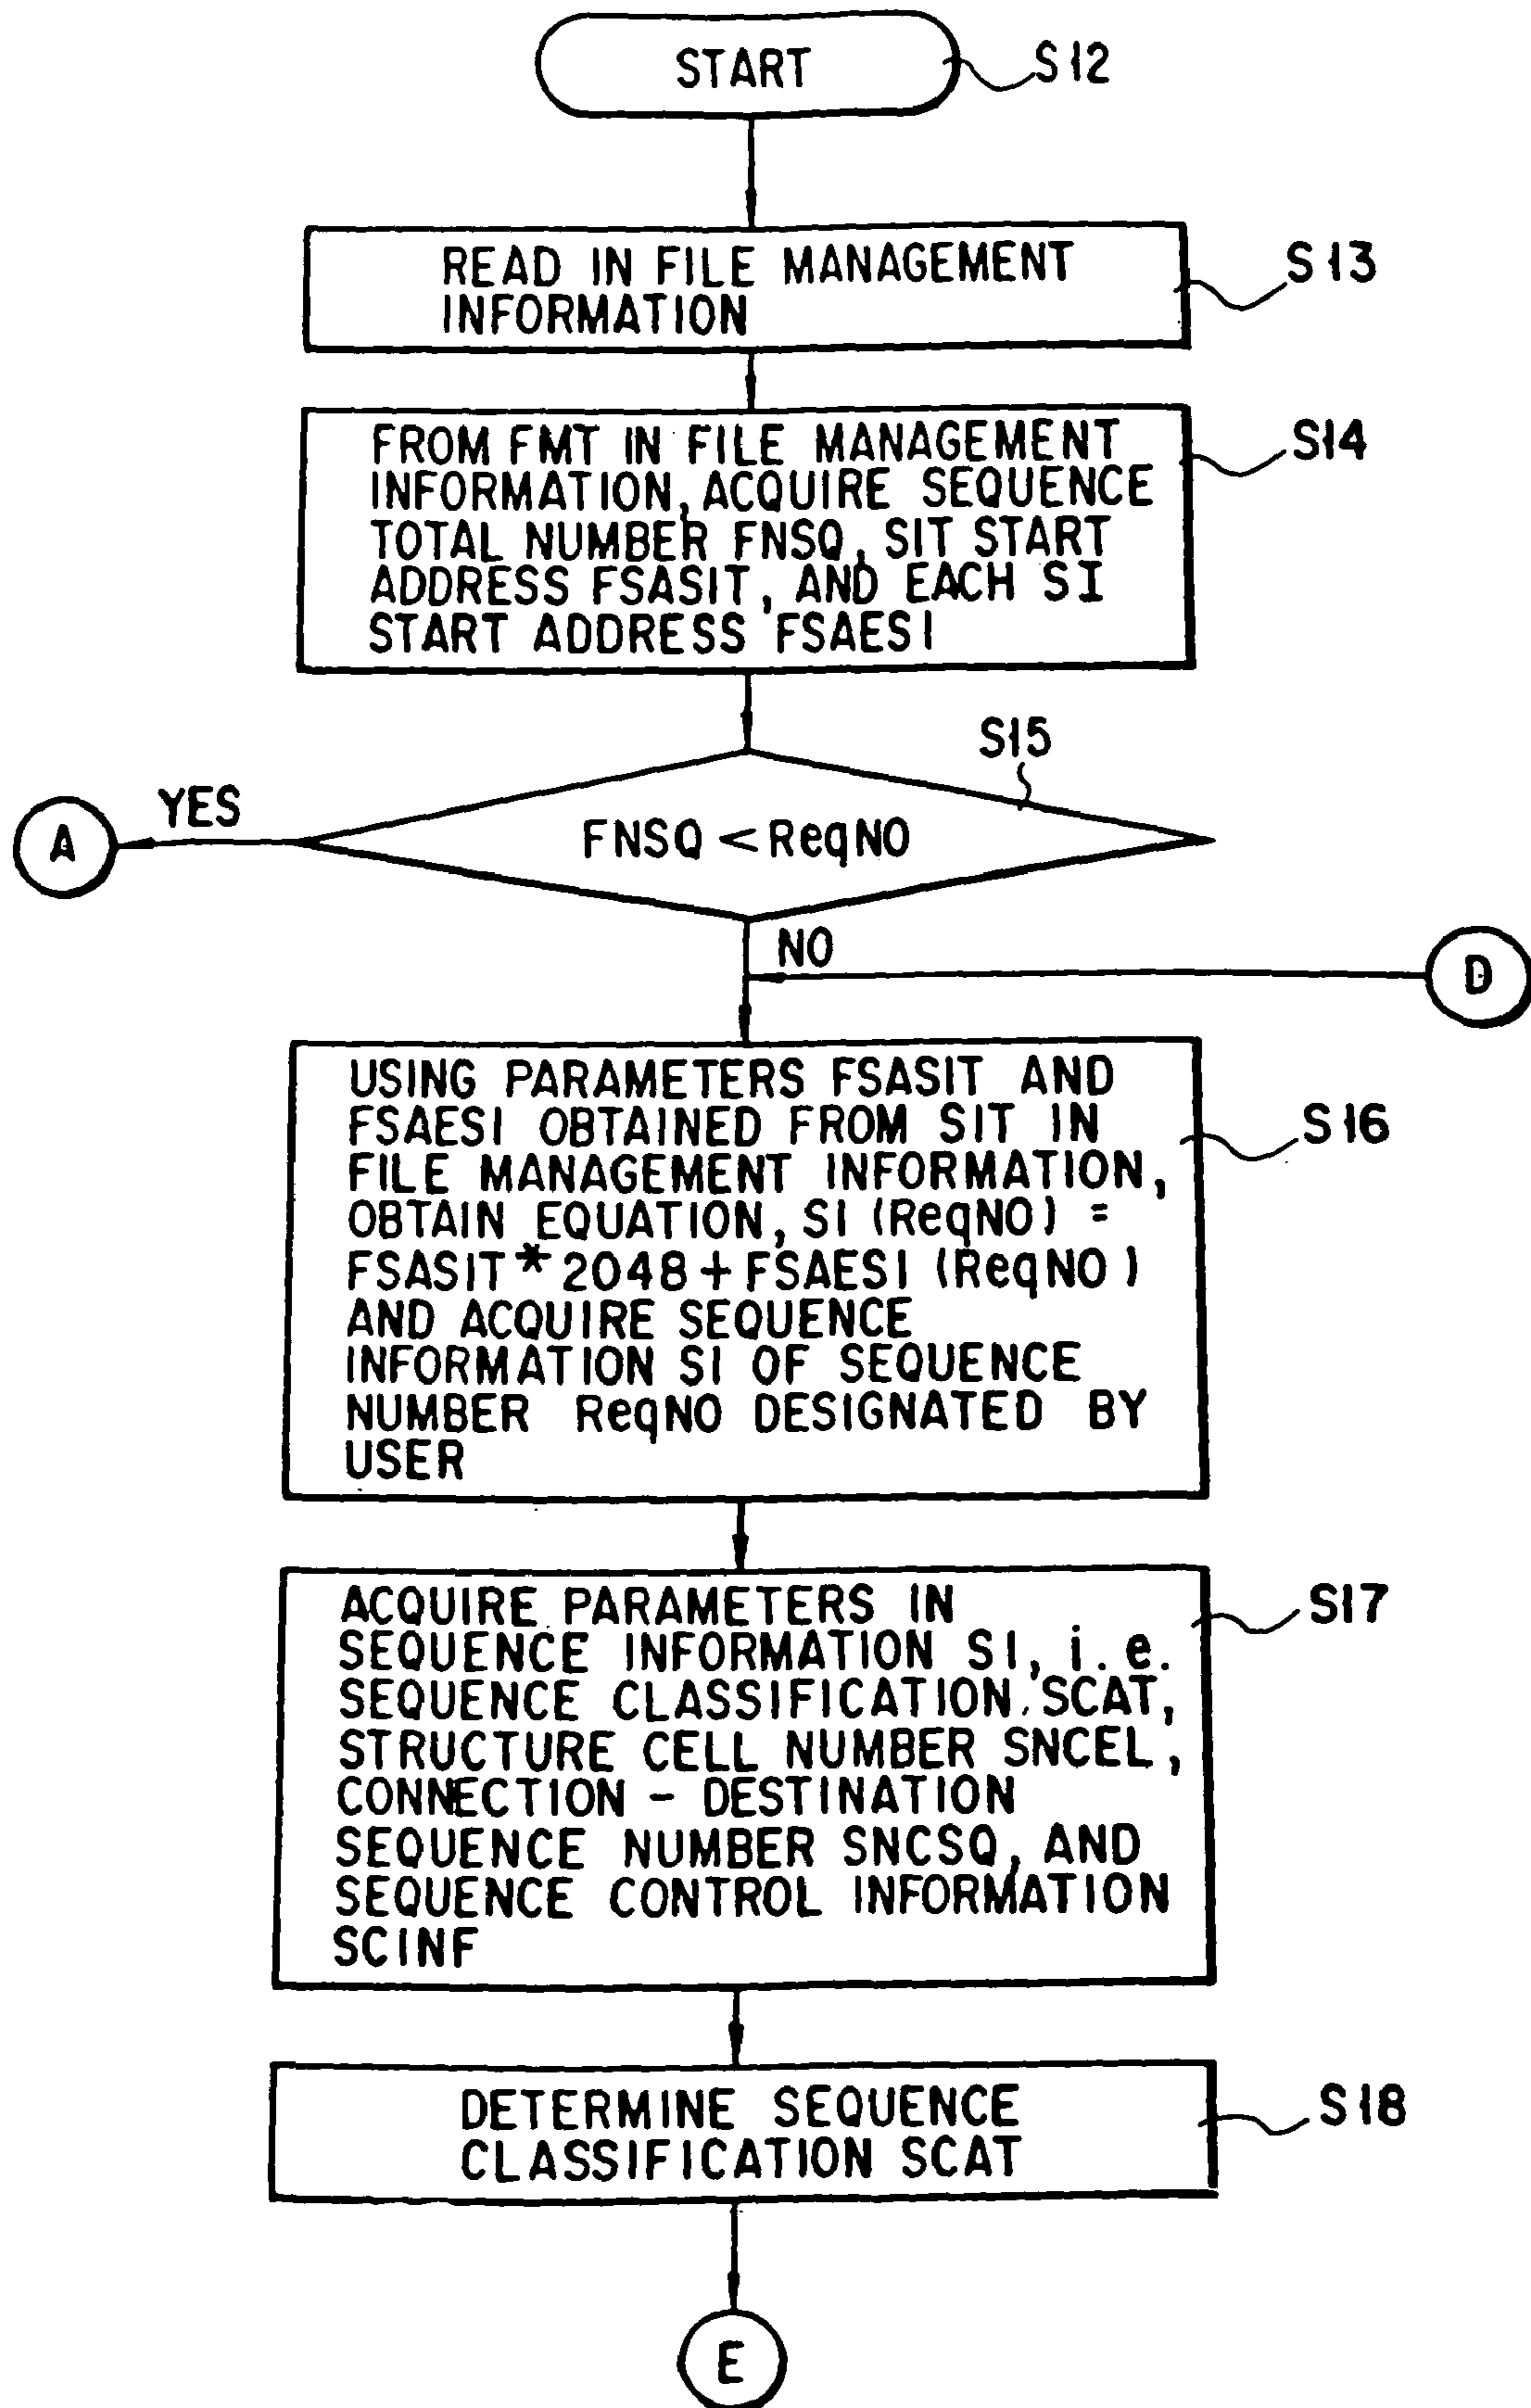 START
S12
READ IN FILE MANAGEMENT
INFORMATION
S13
FROM FMT IN FILE MANAGEMENT
INFORMATION, ACQUIRE SEQUENCE
TOTAL NUMBER FNSQ, SIT START
ADDRESS FSASIT, AND EACH SI
START ADDRESS FSAESI
S14
S15
YES
A
FNSQ < ReqNO
NO
D
USING PARAMETERS FSASIT AND
FSAESI OBTAINED FROM SIT IN
FILE MANAGEMENT INFORMATION,
OBTAIN EQUATION, SI (ReqNO) =
FSASIT * 2048 + FSAESI (ReqNO)
AND ACQUIRE SEQUENCE
INFORMATION SI OF SEQUENCE
NUMBER ReqNO DESIGNATED BY
USER
S16
ACQUIRE PARAMETERS IN
SEQUENCE INFORMATION SI, i.e.
SEQUENCE CLASSIFICATION SCAT,
STRUCTURE CELL NUMBER SNCEL,
CONNECTION - DESTINATION
SEQUENCE NUMBER SNCSQ, AND
SEQUENCE CONTROL INFORMATION
SCINF
S17
DETERMINE SEQUENCE
CLASSIFICATION SCAT
S18
E